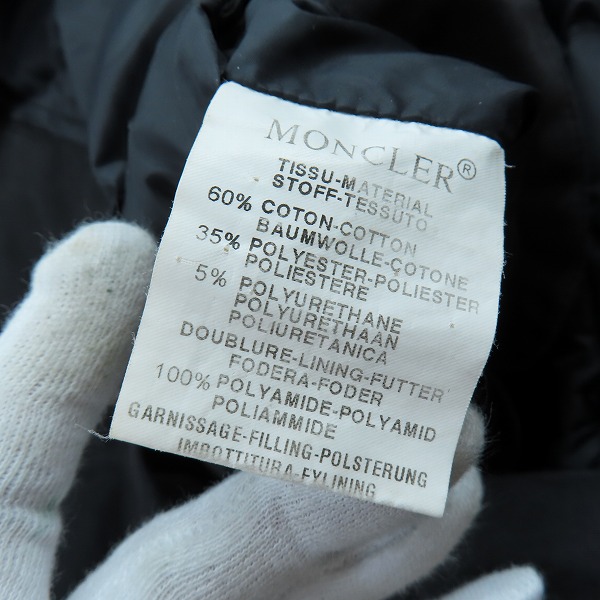 MONCLER®
TISSU-MATERIAL
STOFF-TESSUTO
60% COTON-COTTON
BAUMWOLLE-COTONE
35% POLYESTER-POLIESTER
POLIESTERE
5% POLYURETHANE
POLYURETHAAN
POLIURETANICA
DOUBLURE-LINING-FUTTER
FODERA-FODER
100% POLYAMIDE-POLYAMID
POLIAMMIDE
GARNISSAGE-FILLING-POLSTERUNG
IMBOTTITURA-FYLINING